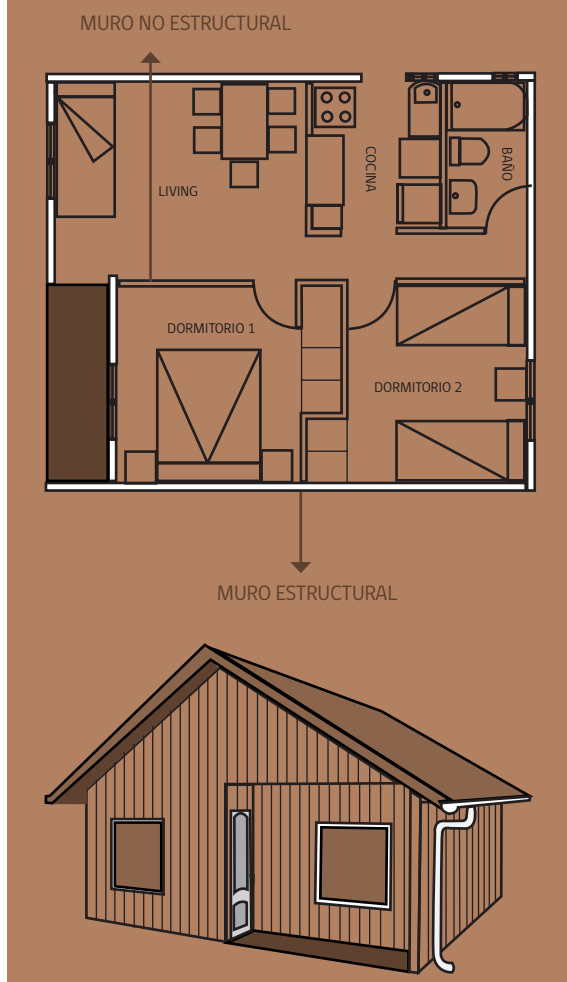 MURO NO ESTRUCTURAL
COCINA
BAÑO
LIVING
DORMITORIO 1
DORMITORIO 2
MURO ESTRUCTURAL